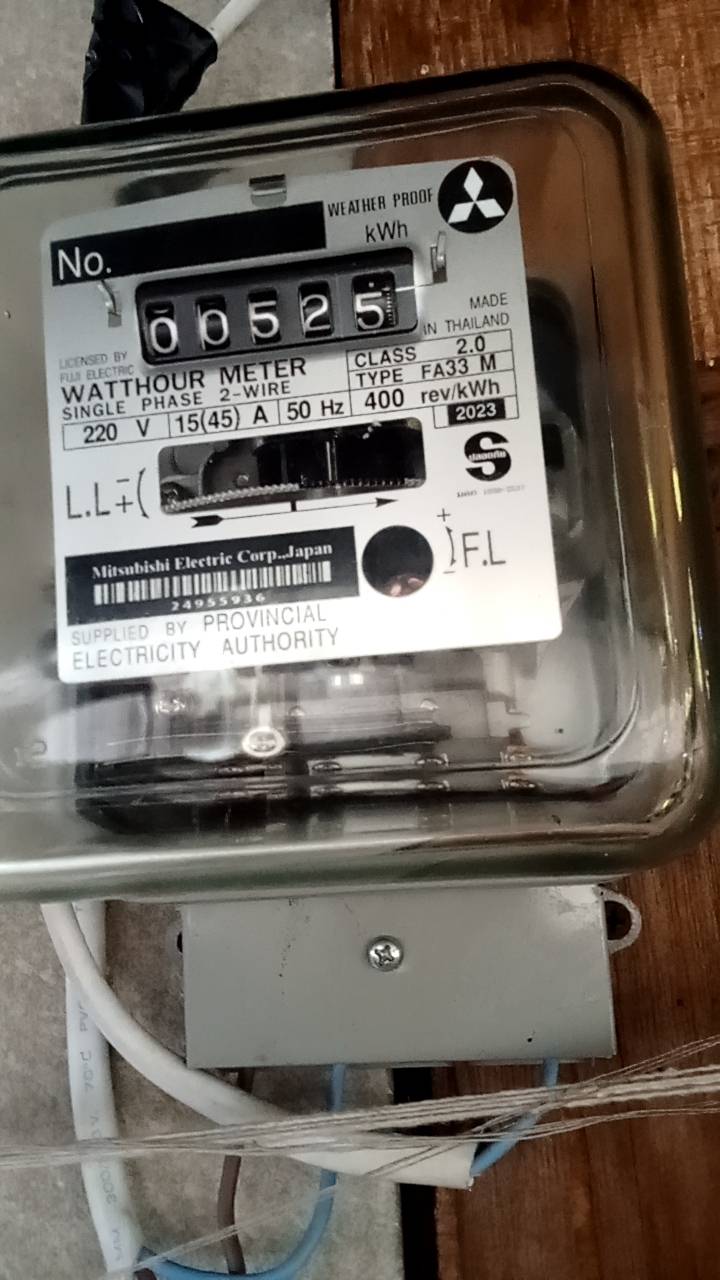 WEATHER PROOF
No.
kWh
00525
MADE
IN THAILAND
LICENSED BY
FUJI ELECTRIC
WATTHOUR METER
SINGLE PHASE 2-WIRE
CLASS 2.0
TYPE FA33 M
220 V 15(45) A 50 Hz 400 rev/kWh
2023
L.L - + (
S
+
) F.L
-
Mitsubishi Electric Corp.,Japan
24955936
SUPPLIED BY PROVINCIAL
ELECTRICITY AUTHORITY
70°C